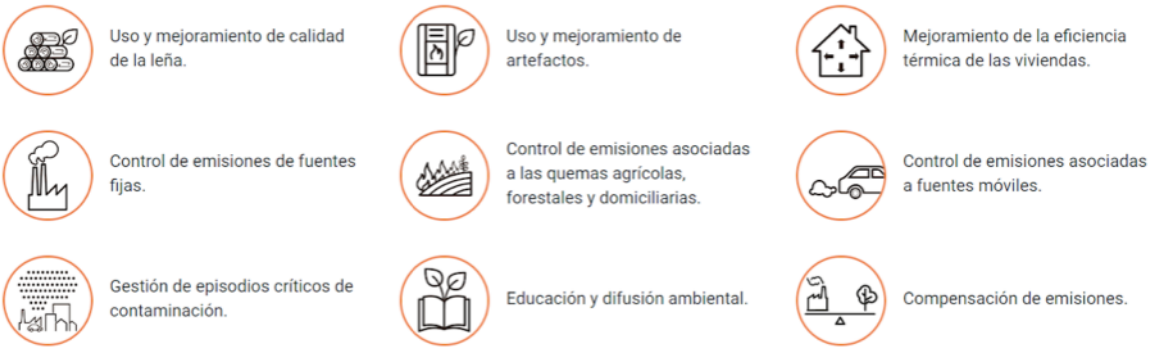 Uso y mejoramiento de calidad
de la leña.
Uso y mejoramiento de
artefactos.
Mejoramiento de la eficiencia
térmica de las viviendas.
Control de emisiones de fuentes
fijas.
Control de emisiones asociadas
a las quemas agrícolas,
forestales y domiciliarias.
Control de emisiones asociadas
a fuentes móviles.
Gestión de episodios críticos de
contaminación.
Educación y difusión ambiental.
Compensación de emisiones.